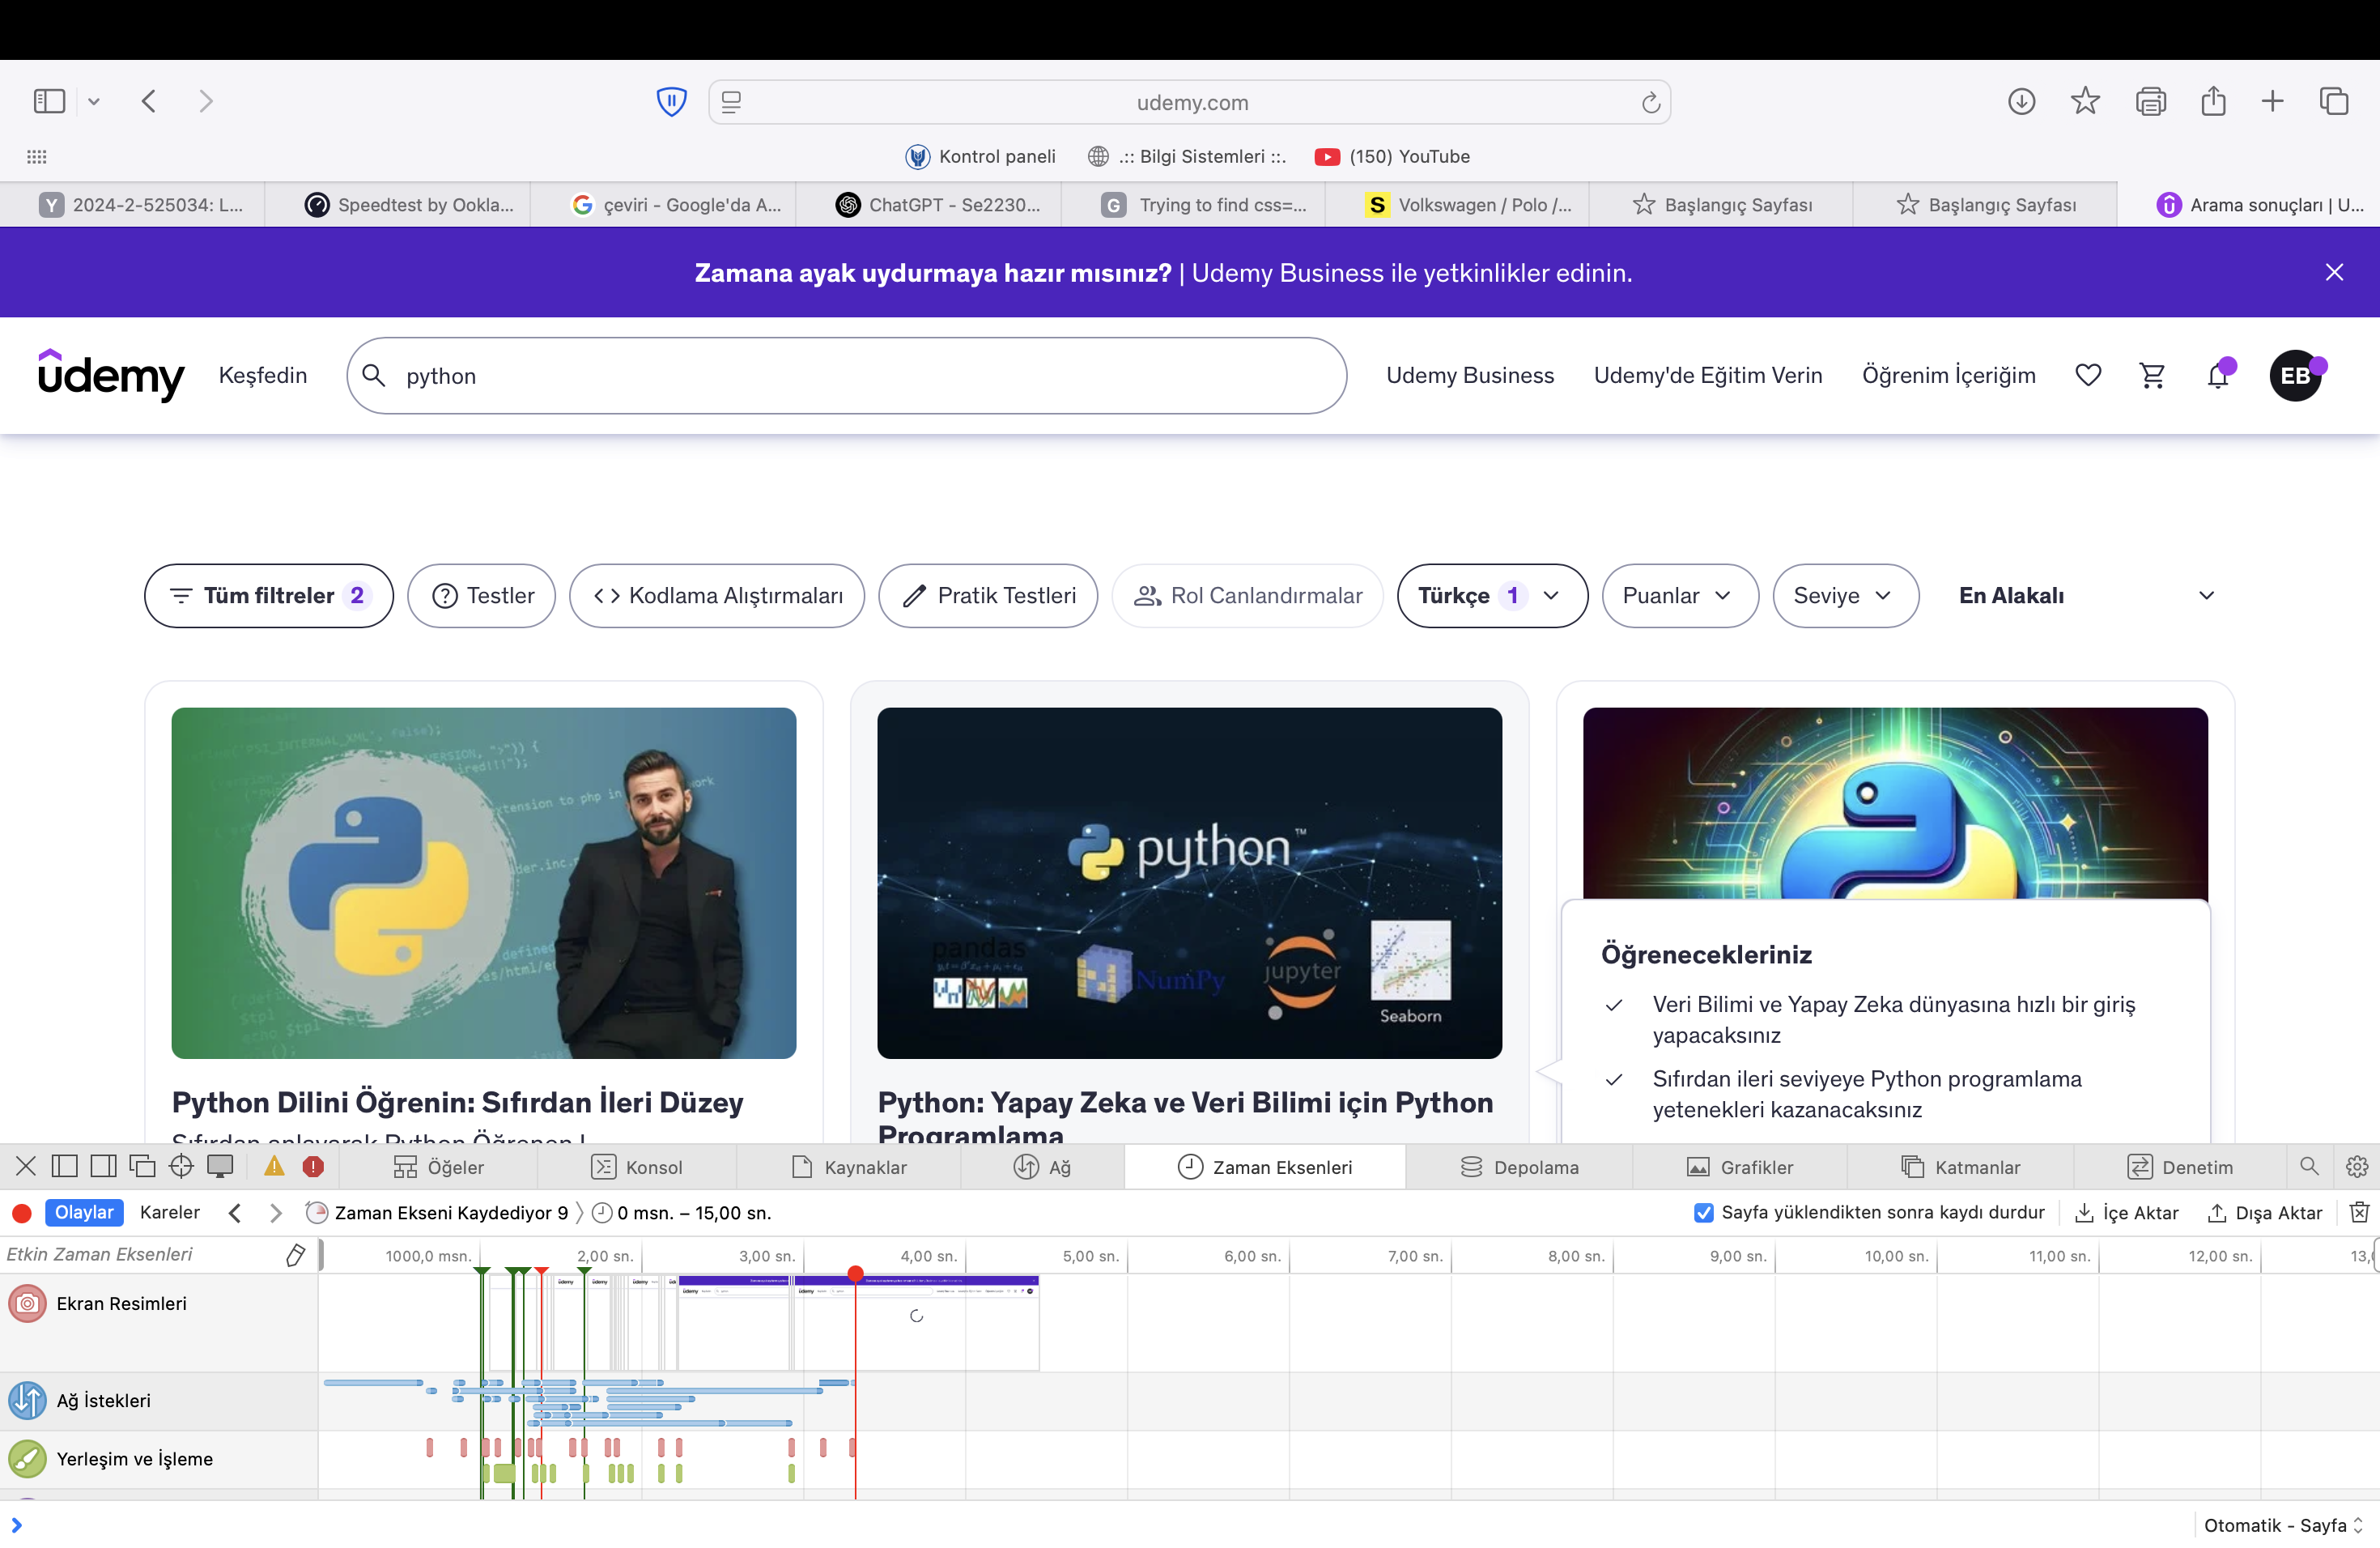 udemy.com
Kontrol paneli
.:: Bilgi Sistemleri ::.
(150) YouTube
Y 2024-2-525034: L...
Speedtest by Ookla...
çeviri - Google'da A...
ChatGPT - Se2230...
G Trying to find css=...
S Volkswagen / Polo /...
Başlangıç Sayfası
Başlangıç Sayfası
Arama sonuçları | U...
Zamana ayak uydurmaya hazır mısınız? | Udemy Business ile yetkinlikler edinin.
udemy
Keşfedin
python
Udemy Business
Udemy'de Eğitim Verin
Öğrenim İçeriğim
EB
Tüm filtreler 2
Testler
Kodlama Alıştırmaları
Pratik Testleri
Rol Canlandırmalar
Türkçe 1
Puanlar
Seviye
En Alakalı
python™
pandas
NumPy
jupyter
Seaborn
Öğrenecekleriniz
Veri Bilimi ve Yapay Zeka dünyasına hızlı bir giriş
yapacaksınız
Sıfırdan ileri seviyeye Python programlama
yetenekleri kazanacaksınız
Python Dilini Öğrenin: Sıfırdan İleri Düzey
Python: Yapay Zeka ve Veri Bilimi için Python
Programlama
Öğeler
Konsol
Kaynaklar
Ağ
Zaman Eksenleri
Depolama
Grafikler
Katmanlar
Denetim
Olaylar
Kareler
Zaman Ekseni Kaydediyor 9
0 msn. – 15,00 sn.
Sayfa yüklendikten sonra kaydı durdur
İçe Aktar
Dışa Aktar
Etkin Zaman Eksenleri
1000,0 msn.
2,00 sn.
3,00 sn.
4,00 sn.
5,00 sn.
6,00 sn.
7,00 sn.
8,00 sn.
9,00 sn.
10,00 sn.
11,00 sn.
12,00 sn.
Ekran Resimleri
Ağ İstekleri
Yerleşim ve İşleme
Otomatik - Sayfa